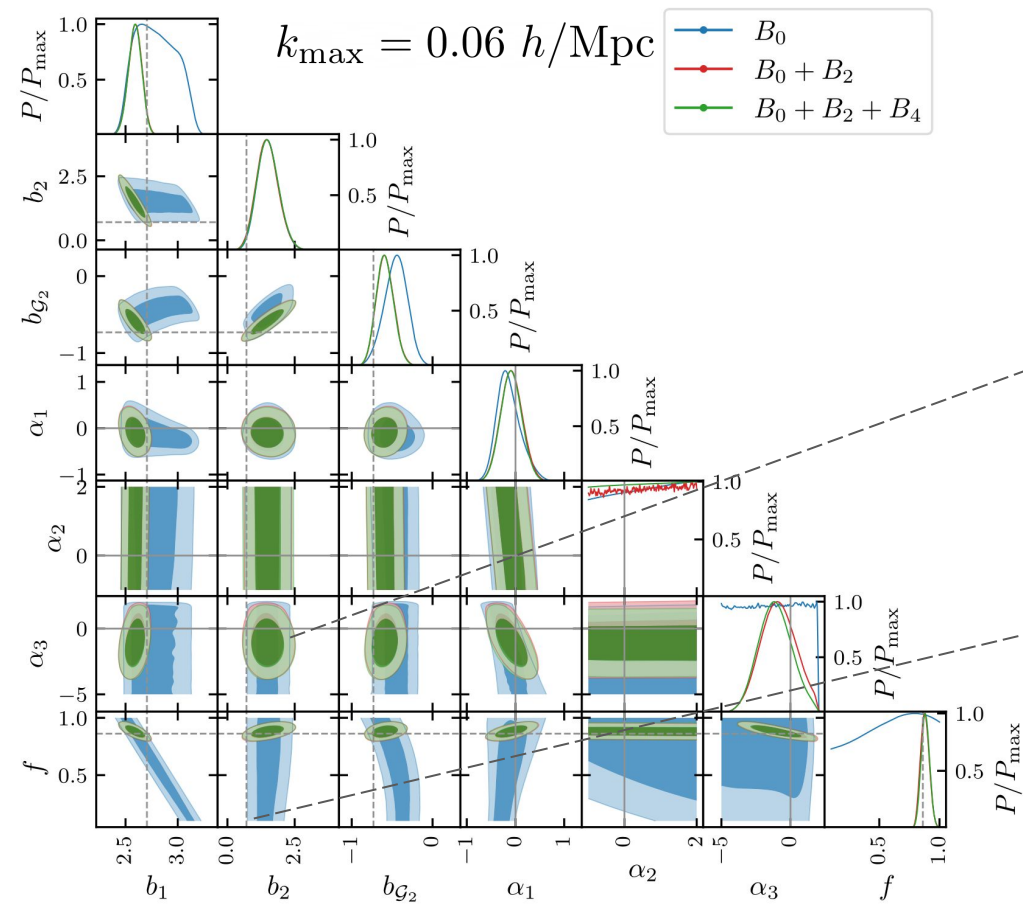 k_max = 0.06 h/Mpc
B_0
B_0 + B_2
B_0 + B_2 + B_4
1.0
0.5
P/P_max
1.0
0.5
P/P_max
2.5
0.0
b_2
1.0
0.5
P/P_max
0
−1
b_{𝒢_2}
1.0
0.5
P/P_max
1
0
−1
α_1
1.0
0.5
P/P_max
2
0
α_2
1.0
0.5
P/P_max
0
−5
α_3
1.0
0.5
P/P_max
1.0
0.5
f
2.5 3.0 0.0 2.5 −1 0 −1 0 1 0 2 −5 0 0.5 1.0
b_1 b_2 b_{𝒢_2} α_1 α_2 α_3 f